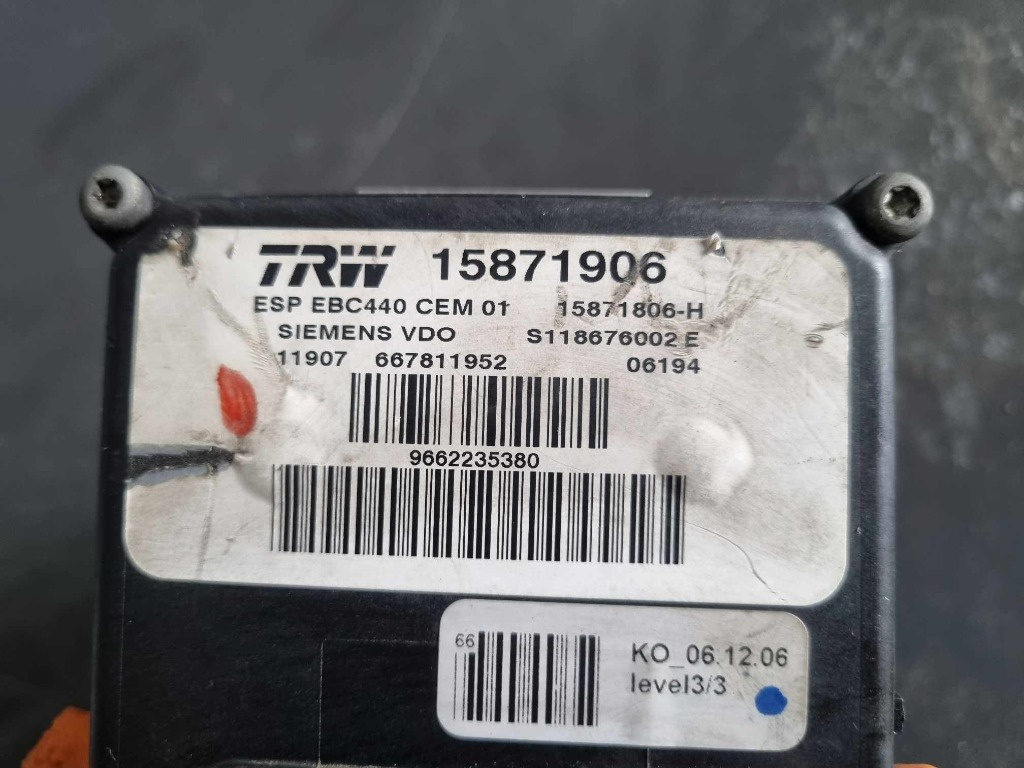 TRW 15871906
ESP EBC440 CEM 01 15871806-H
SIEMENS VDO S118676002 E
11907 667811952 06194
9662235380
66
KO_06.12.06
level3/3